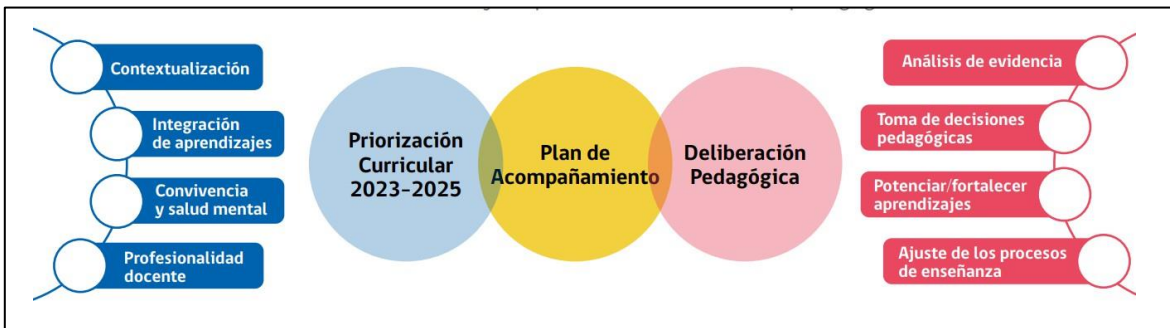 Contextualización
Integración
de aprendizajes
Convivencia
y salud mental
Profesionalidad
docente
Priorización
Curricular
2023–2025
Plan de
Acompañamiento
Deliberación
Pedagógica
Análisis de evidencia
Toma de decisiones
pedagógicas
Potenciar/fortalecer
aprendizajes
Ajuste de los procesos
de enseñanza